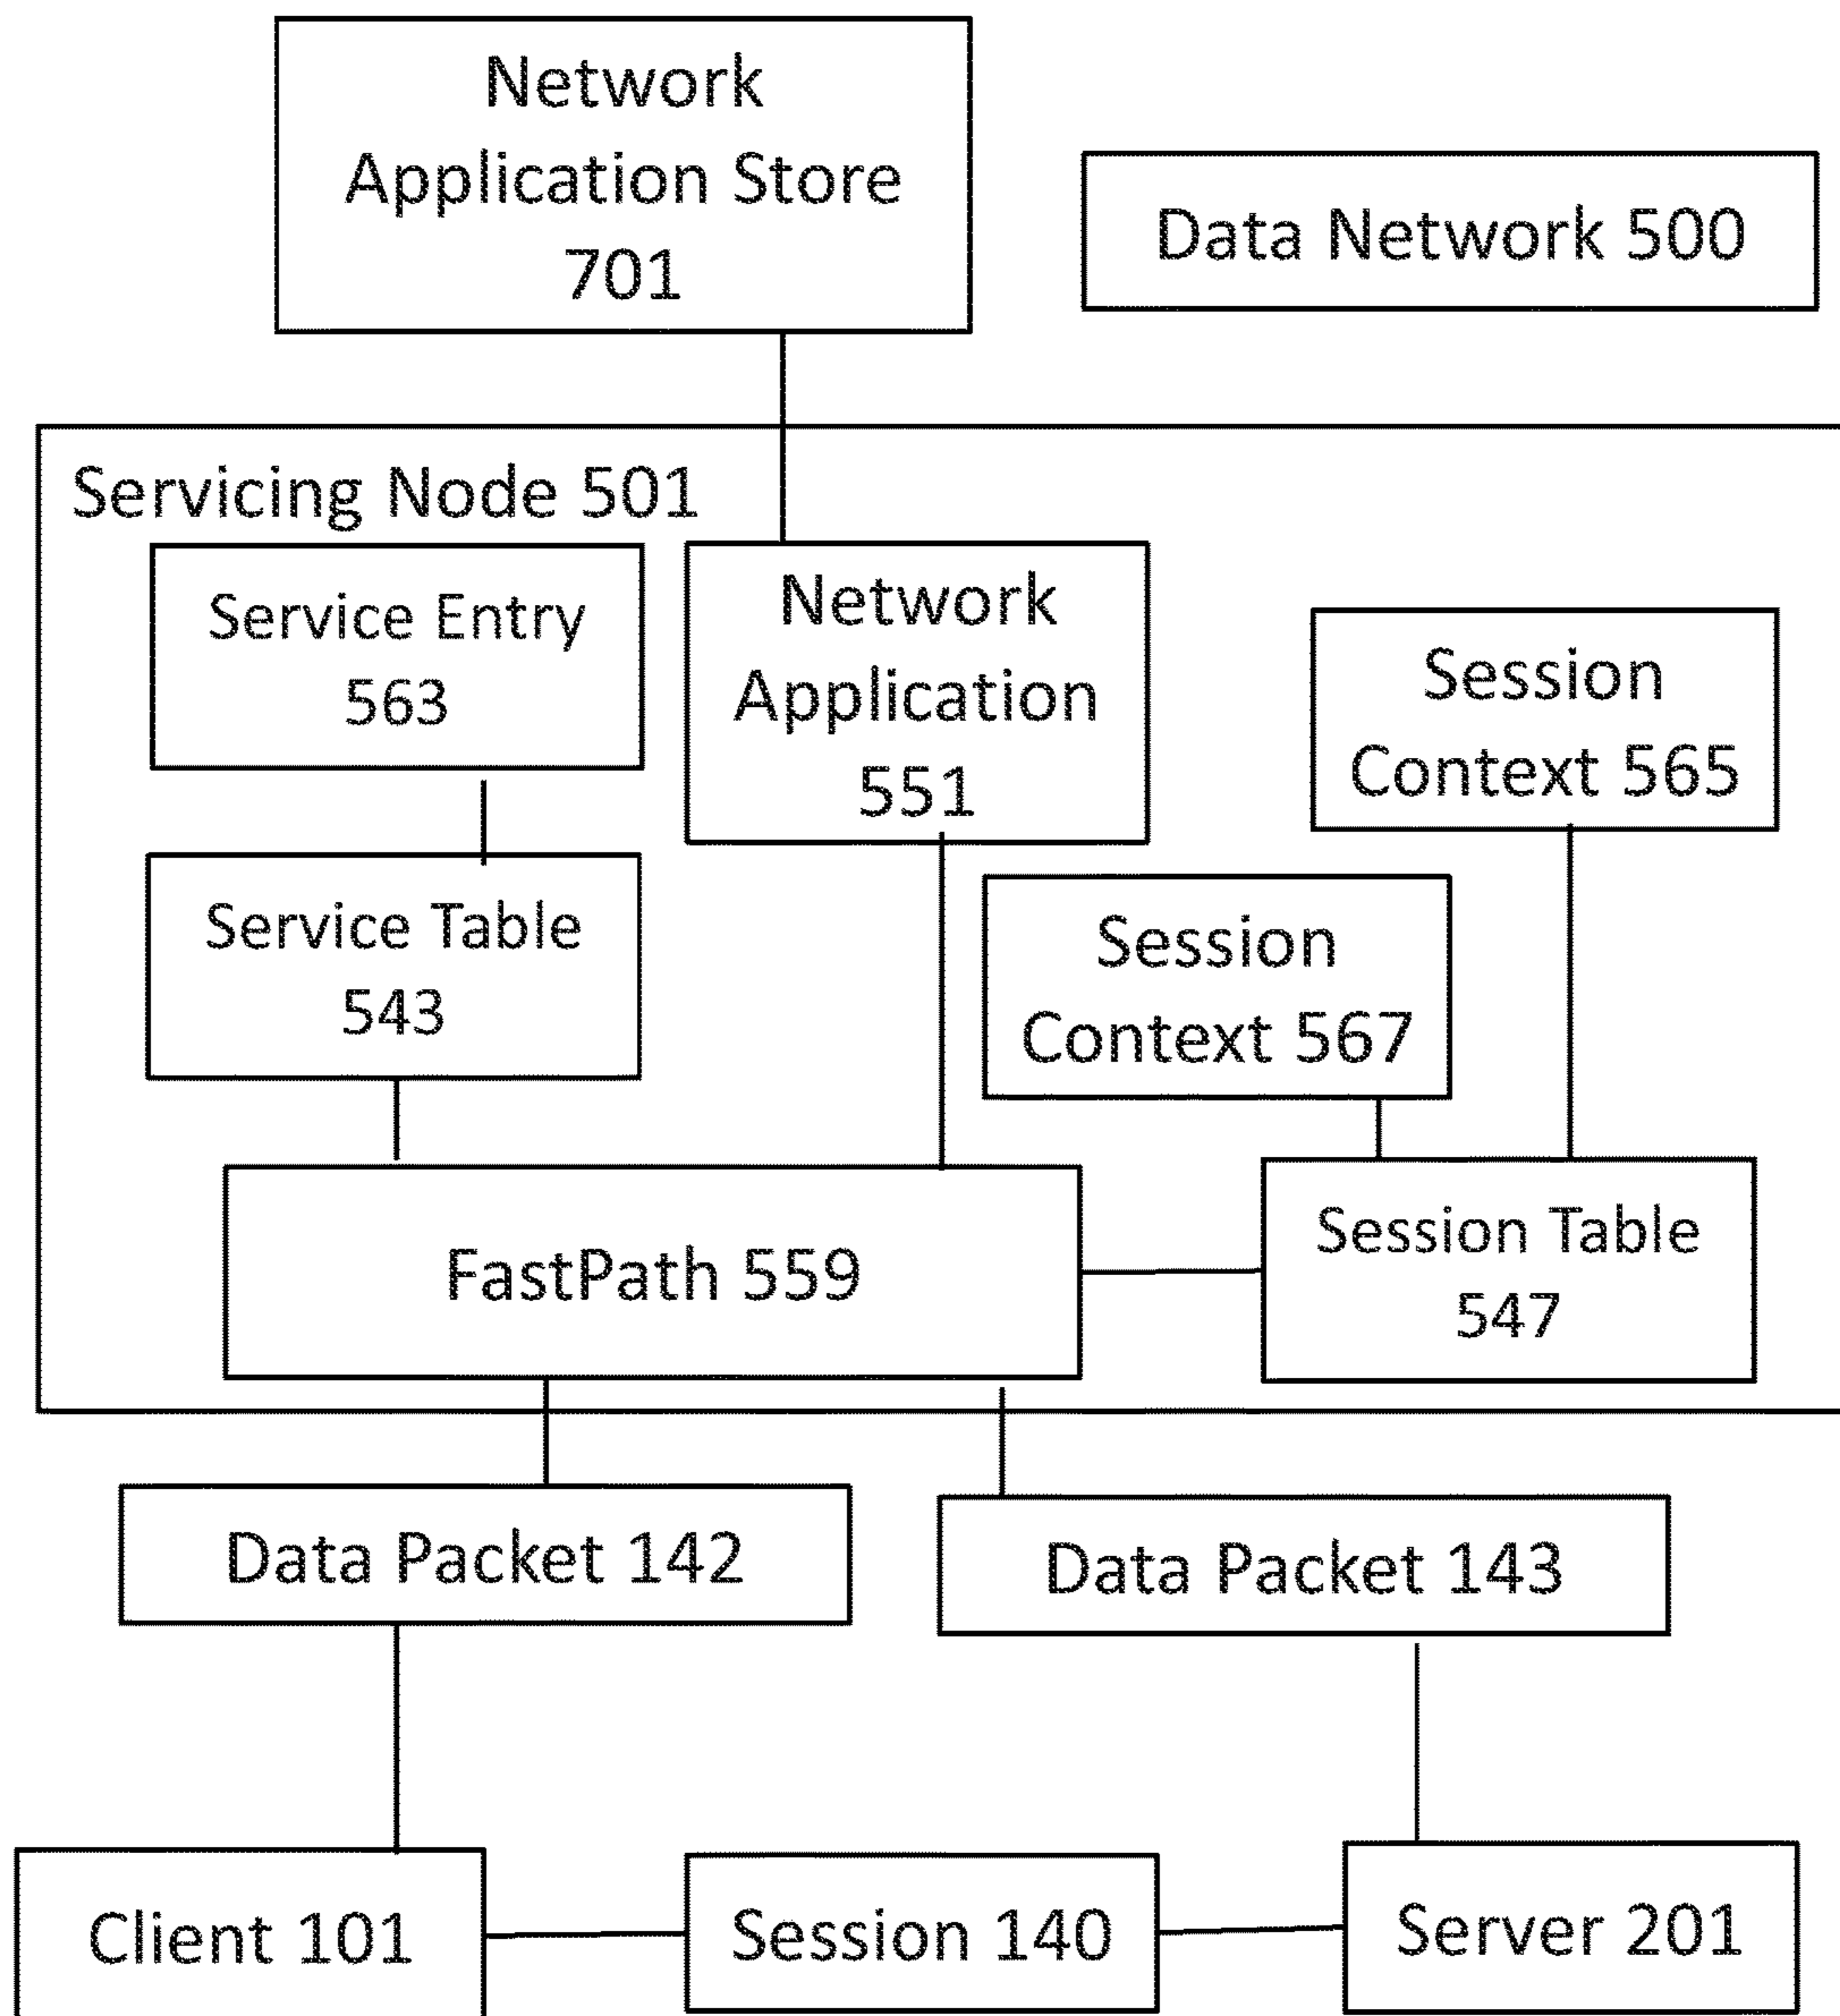 Network
Application Store
701
Data Network 500
Servicing Node 501
Service Entry
563
Network
Application
551
Session
Context 565
Service Table
543
Session
Context 567
FastPath 559
Session Table
547
Data Packet 142
Data Packet 143
Client 101
Session 140
Server 201